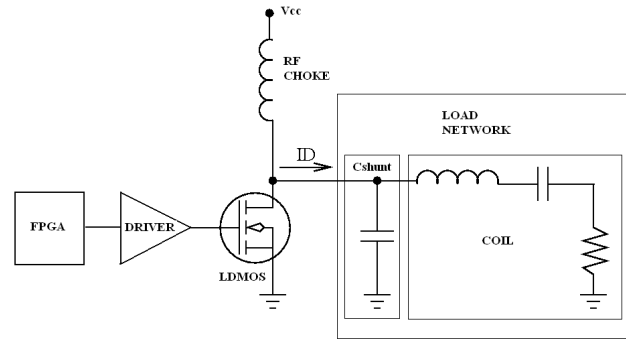 Vcc
RF
CHOKE
LOAD
NETWORK
ID
Cshunt
FPGA
DRIVER
COIL
LDMOS